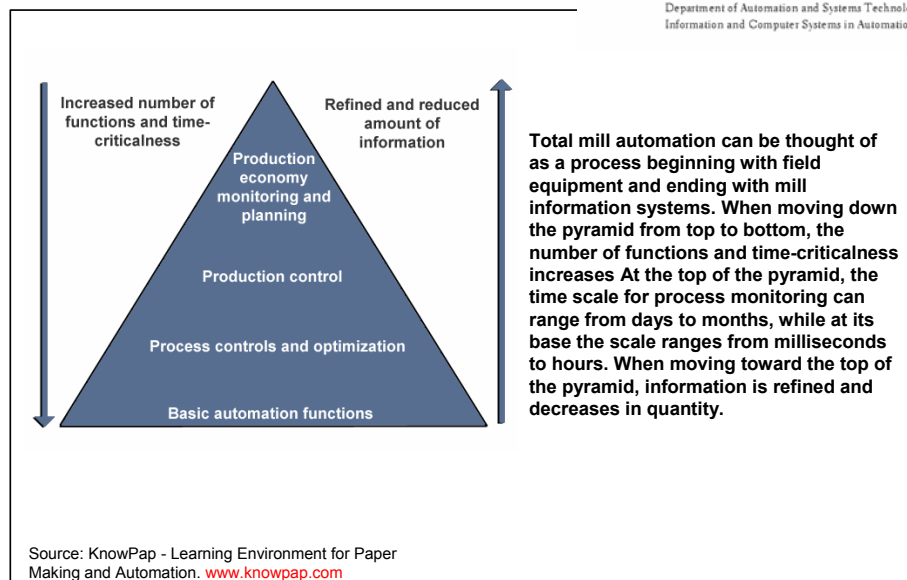 Department of Automation and Systems Technol
Information and Computer Systems in Automatio
Increased number of
functions and time-
criticalness
Refined and reduced
amount of
information
Production
economy
monitoring and
planning
Production control
Process controls and optimization
Basic automation functions
Total mill automation can be thought of
as a process beginning with field
equipment and ending with mill
information systems. When moving down
the pyramid from top to bottom, the
number of functions and time-criticalness
increases At the top of the pyramid, the
time scale for process monitoring can
range from days to months, while at its
base the scale ranges from milliseconds
to hours. When moving toward the top of
the pyramid, information is refined and
decreases in quantity.
Source: KnowPap - Learning Environment for Paper
Making and Automation. www.knowpap.com